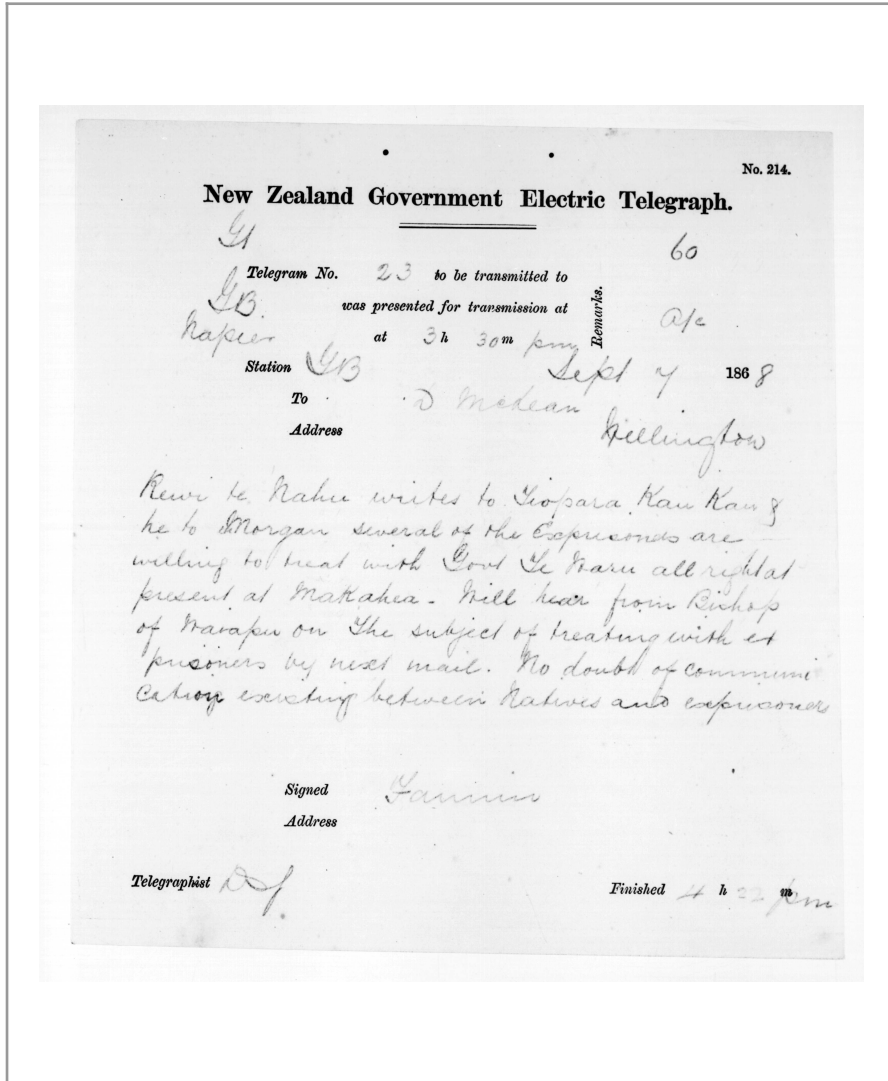 No. 214.
New Zealand Government Electric Telegraph.
60
Telegram No. 23 to be transmitted to
GB. was presented for transmission at
Remarks.
a/c
Napier at 3 h 30 m pm
Station GB Sept 7 1868
To D McLean
Address Wellington
Rewi te Nahu writes to Tiopara Kau Kau &
he to Morgan several of the Exprisoners are
willing to treat with Govt Te Waru all right at
present at Makahea - Will hear from Bishop
of Waiapu on The subject of treating with ex
prisoners by next mail. No doubt of communi
cation existing between Natives and exprisoners
Signed Fannin
Address
Telegraphist
Finished 4 h 22 m pm